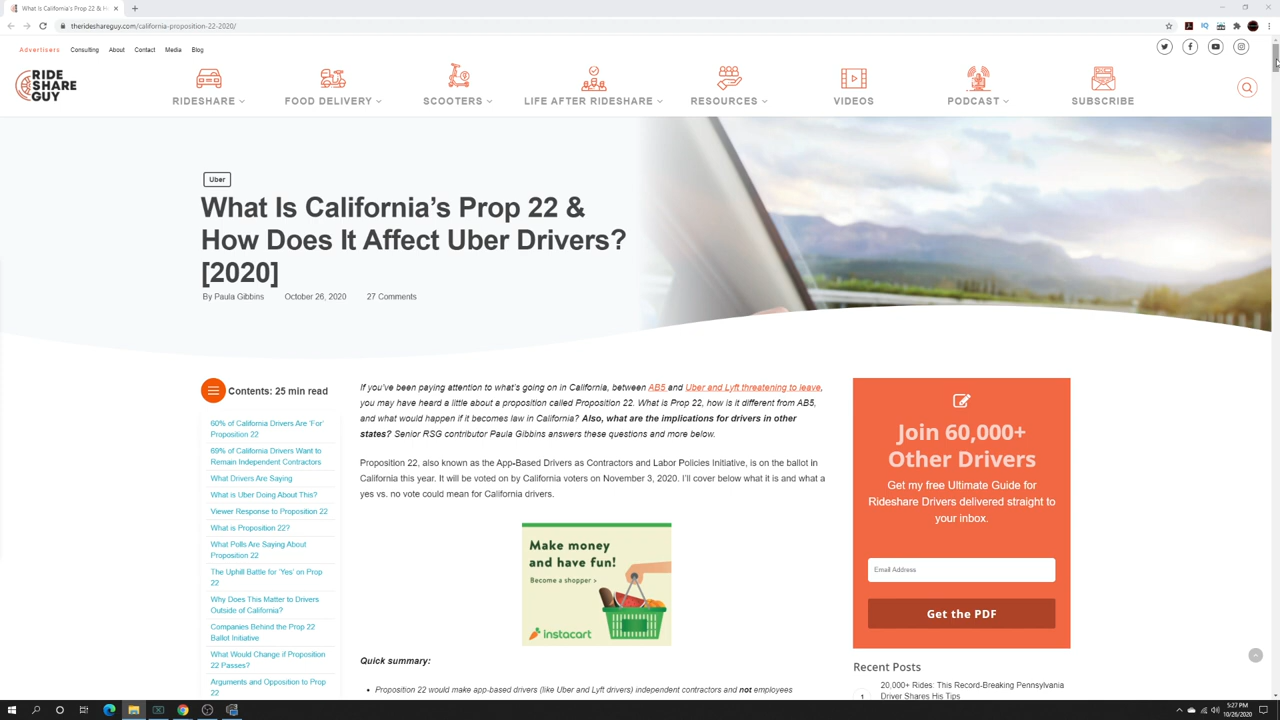 What Is California's Prop 22 & H
therideshareguy.com/california-proposition-22-2020/
Advertisers Consulting About Contact Media Blog
RIDE
SHARE
GUY
RIDESHARE FOOD DELIVERY SCOOTERS LIFE AFTER RIDESHARE RESOURCES VIDEOS PODCAST SUBSCRIBE
Uber
What Is California's Prop 22 &
How Does It Affect Uber Drivers?
[2020]
By Paula Gibbins October 26, 2020 27 Comments
Contents: 25 min read
60% of California Drivers Are 'For'
Proposition 22
69% of California Drivers Want to
Remain Independent Contractors
What Drivers Are Saying
What is Uber Doing About This?
Viewer Response to Proposition 22
What is Proposition 22?
What Polls Are Saying About
Proposition 22
The Uphill Battle for 'Yes' on Prop
22
Why Does This Matter to Drivers
Outside of California?
Companies Behind the Prop 22
Ballot Initiative
What Would Change if Proposition
22 Passes?
Arguments and Opposition to Prop
22
If you've been paying attention to what's going on in California, between AB5 and Uber and Lyft threatening to leave,
you may have heard a little about a proposition called Proposition 22. What is Prop 22, how is it different from AB5,
and what would happen if it becomes law in California? Also, what are the implications for drivers in other
states? Senior RSG contributor Paula Gibbins answers these questions and more below.
Proposition 22, also known as the App-Based Drivers as Contractors and Labor Policies Initiative, is on the ballot in
California this year. It will be voted on by California voters on November 3, 2020. I'll cover below what it is and what a
yes vs. no vote could mean for California drivers.
Make money
and have fun!
Become a shopper >
instacart
Quick summary:
• Proposition 22 would make app-based drivers (like Uber and Lyft drivers) independent contractors and not employees
Join 60,000+
Other Drivers
Get my free Ultimate Guide for
Rideshare Drivers delivered straight to
your inbox.
Email Address
Get the PDF
Recent Posts
1 20,000+ Rides: This Record-Breaking Pennsylvania
Driver Shares His Tips
5:27 PM
10/26/2020